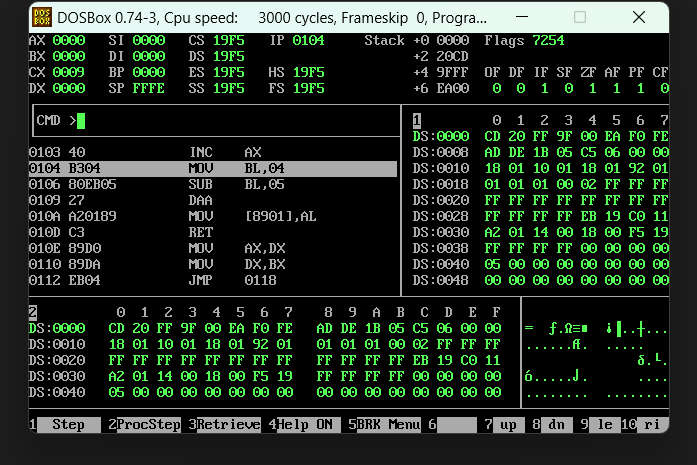 DOS BOX DOSBox 0.74-3, Cpu speed: 3000 cycles, Frameskip 0, Progra...
AX 0000 SI 0000 CS 19F5 IP 0104 Stack +0 0000 Flags 7254
BX 0000 DI 0000 DS 19F5 +2 20CD
CX 0009 BP 0000 ES 19F5 HS 19F5 +4 9FFF OF DF IF SF ZF AF PF CF
DX 0000 SP FFFE SS 19F5 FS 19F5 +6 EA00 0 0 1 0 1 1 1 0
CMD >
1 0 1 2 3 4 5 6 7
DS:0000 CD 20 FF 9F 00 EA F0 FE
0103 40 INC AX DS:0008 AD DE 1B 05 C5 06 00 00
0104 B304 MOV BL,04 DS:0010 18 01 10 01 18 01 92 01
0106 80EB05 SUB BL,05 DS:0018 01 01 01 00 02 FF FF FF
0109 27 DAA DS:0020 FF FF FF FF FF FF FF FF
010A A20189 MOV [8901],AL DS:0028 FF FF FF FF EB 19 C0 11
010D C3 RET DS:0030 A2 01 14 00 18 00 F5 19
010E 89D0 MOV AX,DX DS:0038 FF FF FF FF 00 00 00 00
0110 89DA MOV DX,BX DS:0040 05 00 00 00 00 00 00 00
0112 EB04 JMP 0118 DS:0048 00 00 00 00 00 00 00 00
2 0 1 2 3 4 5 6 7 8 9 A B C D E F
DS:0000 CD 20 FF 9F 00 EA F0 FE AD DE 1B 05 C5 06 00 00
DS:0010 18 01 10 01 18 01 92 01 01 01 01 00 02 FF FF FF
DS:0020 FF FF FF FF FF FF FF FF FF FF FF FF EB 19 C0 11
DS:0030 A2 01 14 00 18 00 F5 19 FF FF FF FF 00 00 00 00
DS:0040 05 00 00 00 00 00 00 00 00 00 00 00 00 00 00 00
1 Step 2 ProcStep 3 Retrieve 4 Help ON 5 BRK Menu 6 7 up 8 dn 9 le 10 ri